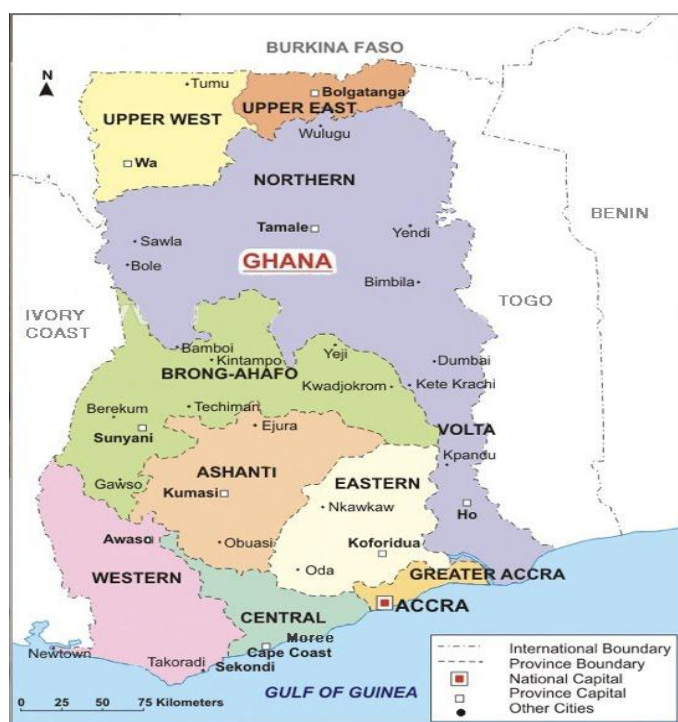 BURKINA FASO
N
Tumu
Bolgatanga
UPPER EAST
UPPER WEST
Wulugu
Wa
NORTHERN
BENIN
Tamale
Yendi
Sawla
GHANA
Bole
Bimbila
TOGO
IVORY
COAST
Bamboi
Yeji
Kintampo
Dumbai
BRONG-AHAFO
Kwadjokrom
Kete Krachi
Berekum
Techiman
Ejura
Sunyani
VOLTA
Kpandu
ASHANTI
EASTERN
Gawso
Kumasi
Nkawkaw
Ho
Awaso
Obuasi
Koforidua
WESTERN
Oda
GREATER ACCRA
CENTRAL
ACCRA
Moree
Cape Coast
Newtown
Takoradi
Sekondi
GULF OF GUINEA
0 25 50 75 Kilometers
International Boundary
Province Boundary
National Capital
Province Capital
Other Cities